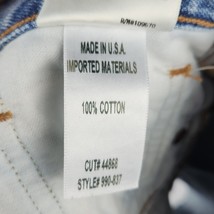 MADE IN U.S.A.
IMPORTED MATERIALS
100% COTTON
CUT# 44868
STYLE# 990-837